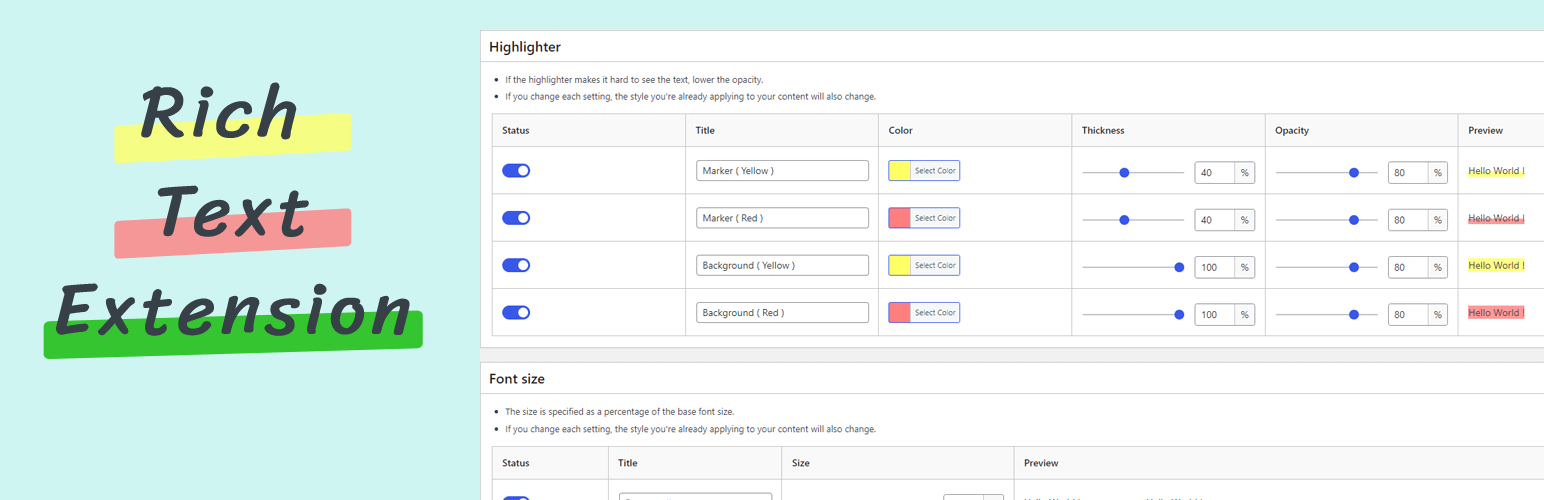 Rich
Text
Extension
Highlighter
If the highlighter makes it hard to see the text, lower the opacity.
If you change each setting, the style you're already applying to your content will also change.
Status Title Color Thickness Opacity Preview
Marker ( Yellow ) Select Color 40 % 80 % Hello World !
Marker ( Red ) Select Color 40 % 80 % Hello World !
Background ( Yellow ) Select Color 100 % 80 % Hello World !
Background ( Red ) Select Color 100 % 80 % Hello World !
Font size
The size is specified as a percentage of the base font size.
If you change each setting, the style you're already applying to your content will also change.
Status Title Size Preview